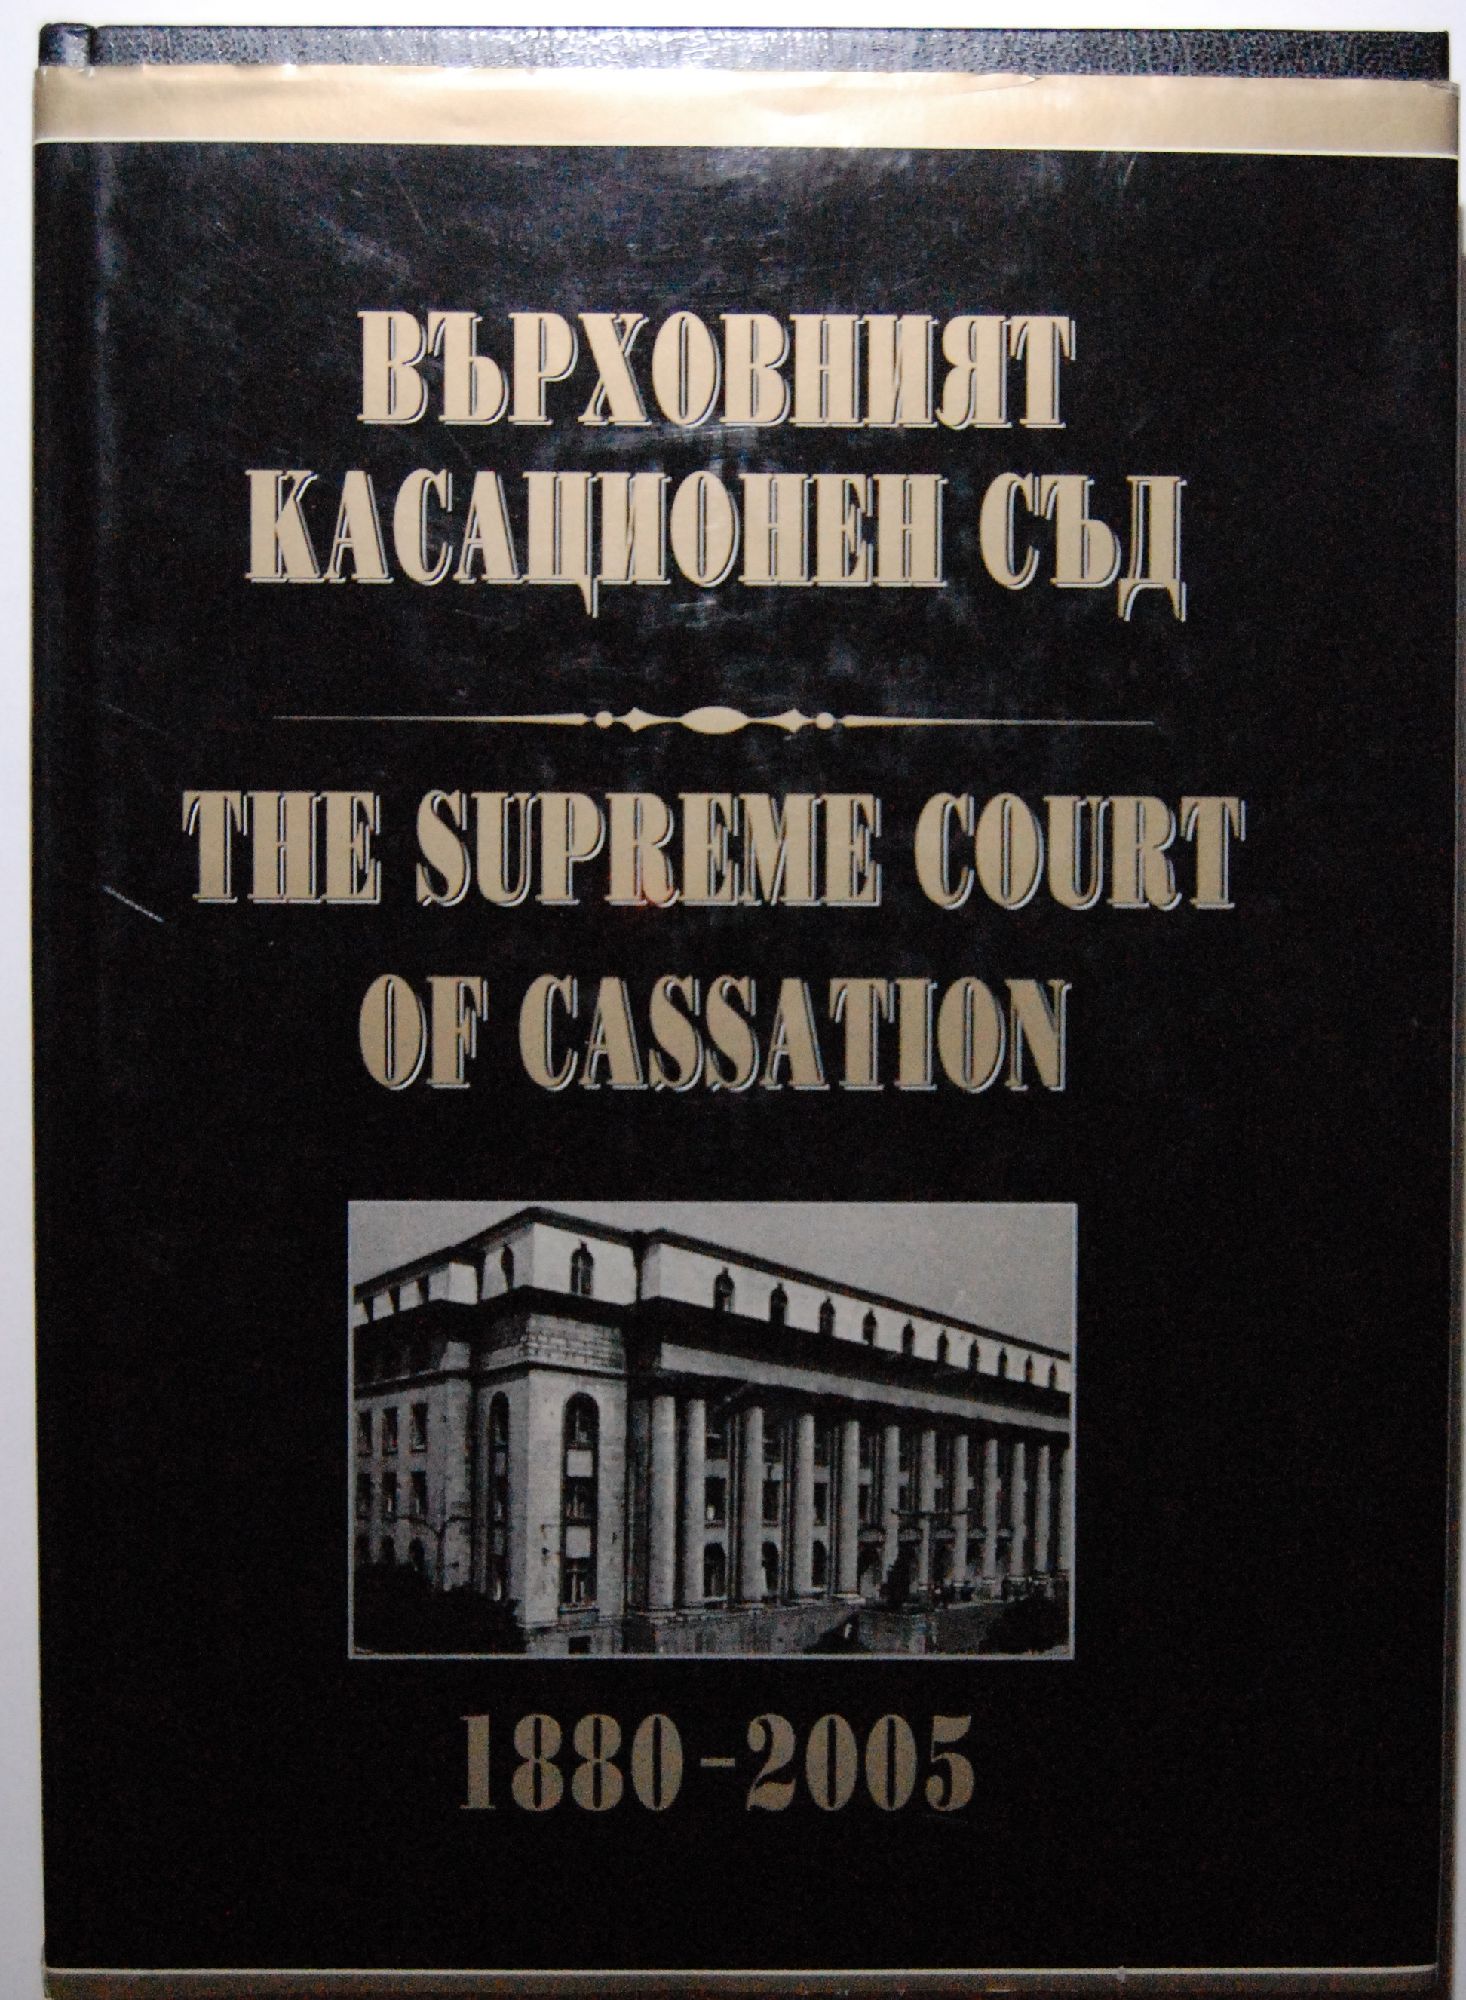 ВЪРХОВНИЯТ
КАСАЦИОНЕН СЪД
THE SUPREME COURT
OF CASSATION
1880-2005